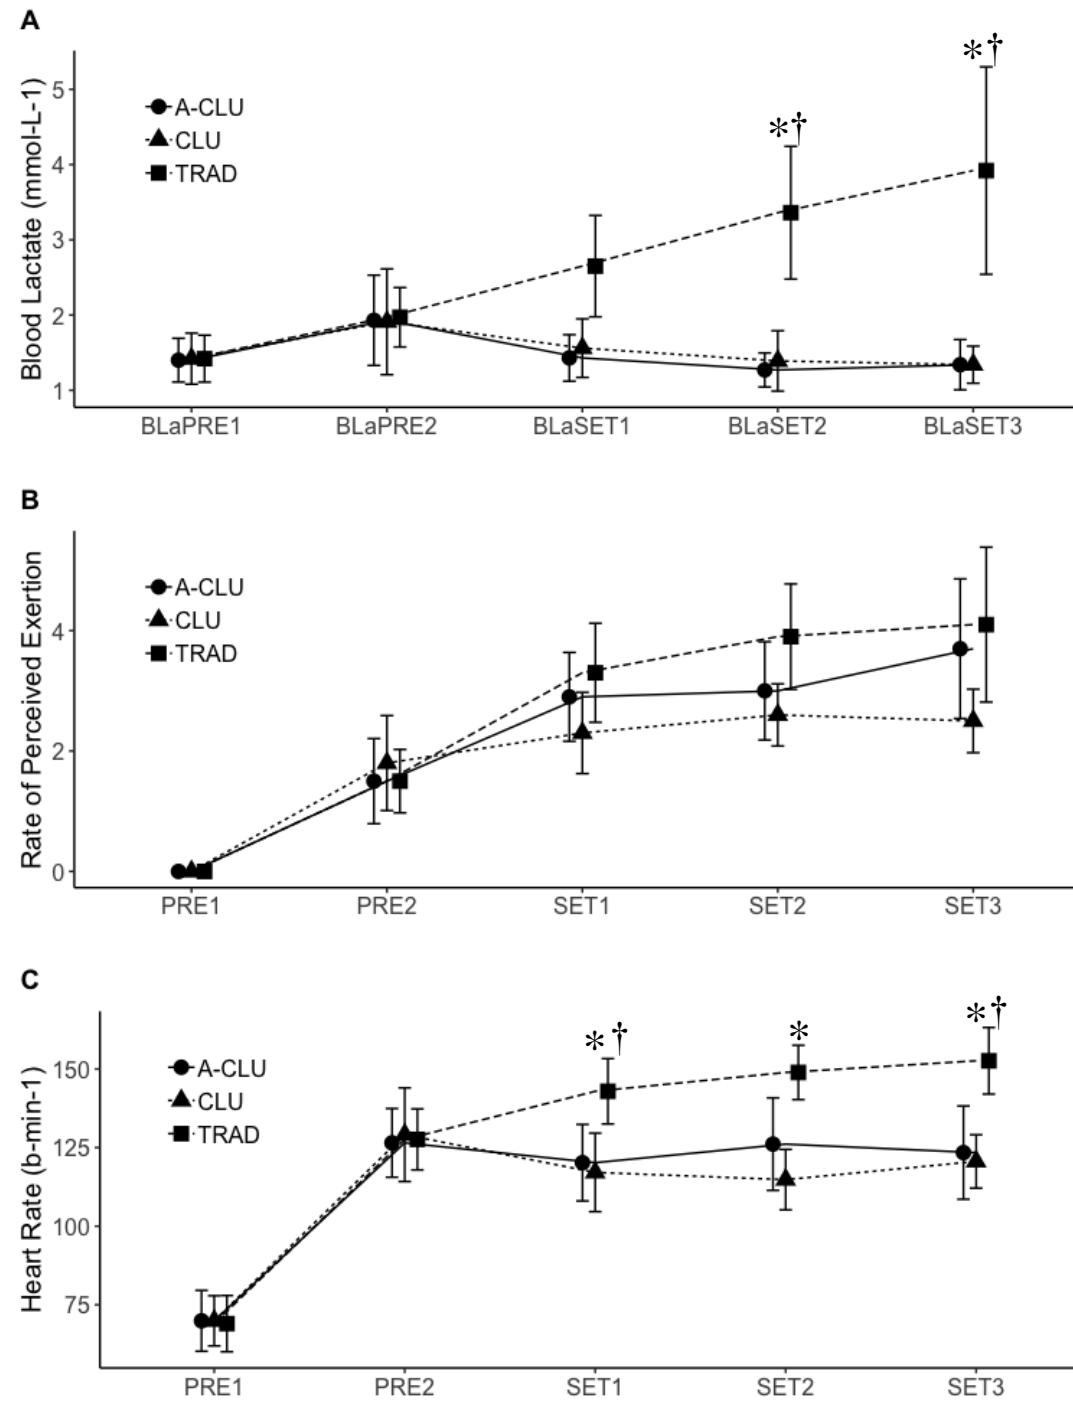 A
*†
5
A-CLU
*†
CLU
4
TRAD
3
2
1
Blood Lactate (mmol-L-1)
BLaPRE1 BLaPRE2 BLaSET1 BLaSET2 BLaSET3
B
A-CLU
CLU
4
TRAD
2
0
Rate of Perceived Exertion
PRE1 PRE2 SET1 SET2 SET3
C
*† * *†
150
A-CLU
CLU
TRAD
125
100
75
Heart Rate (b-min-1)
PRE1 PRE2 SET1 SET2 SET3